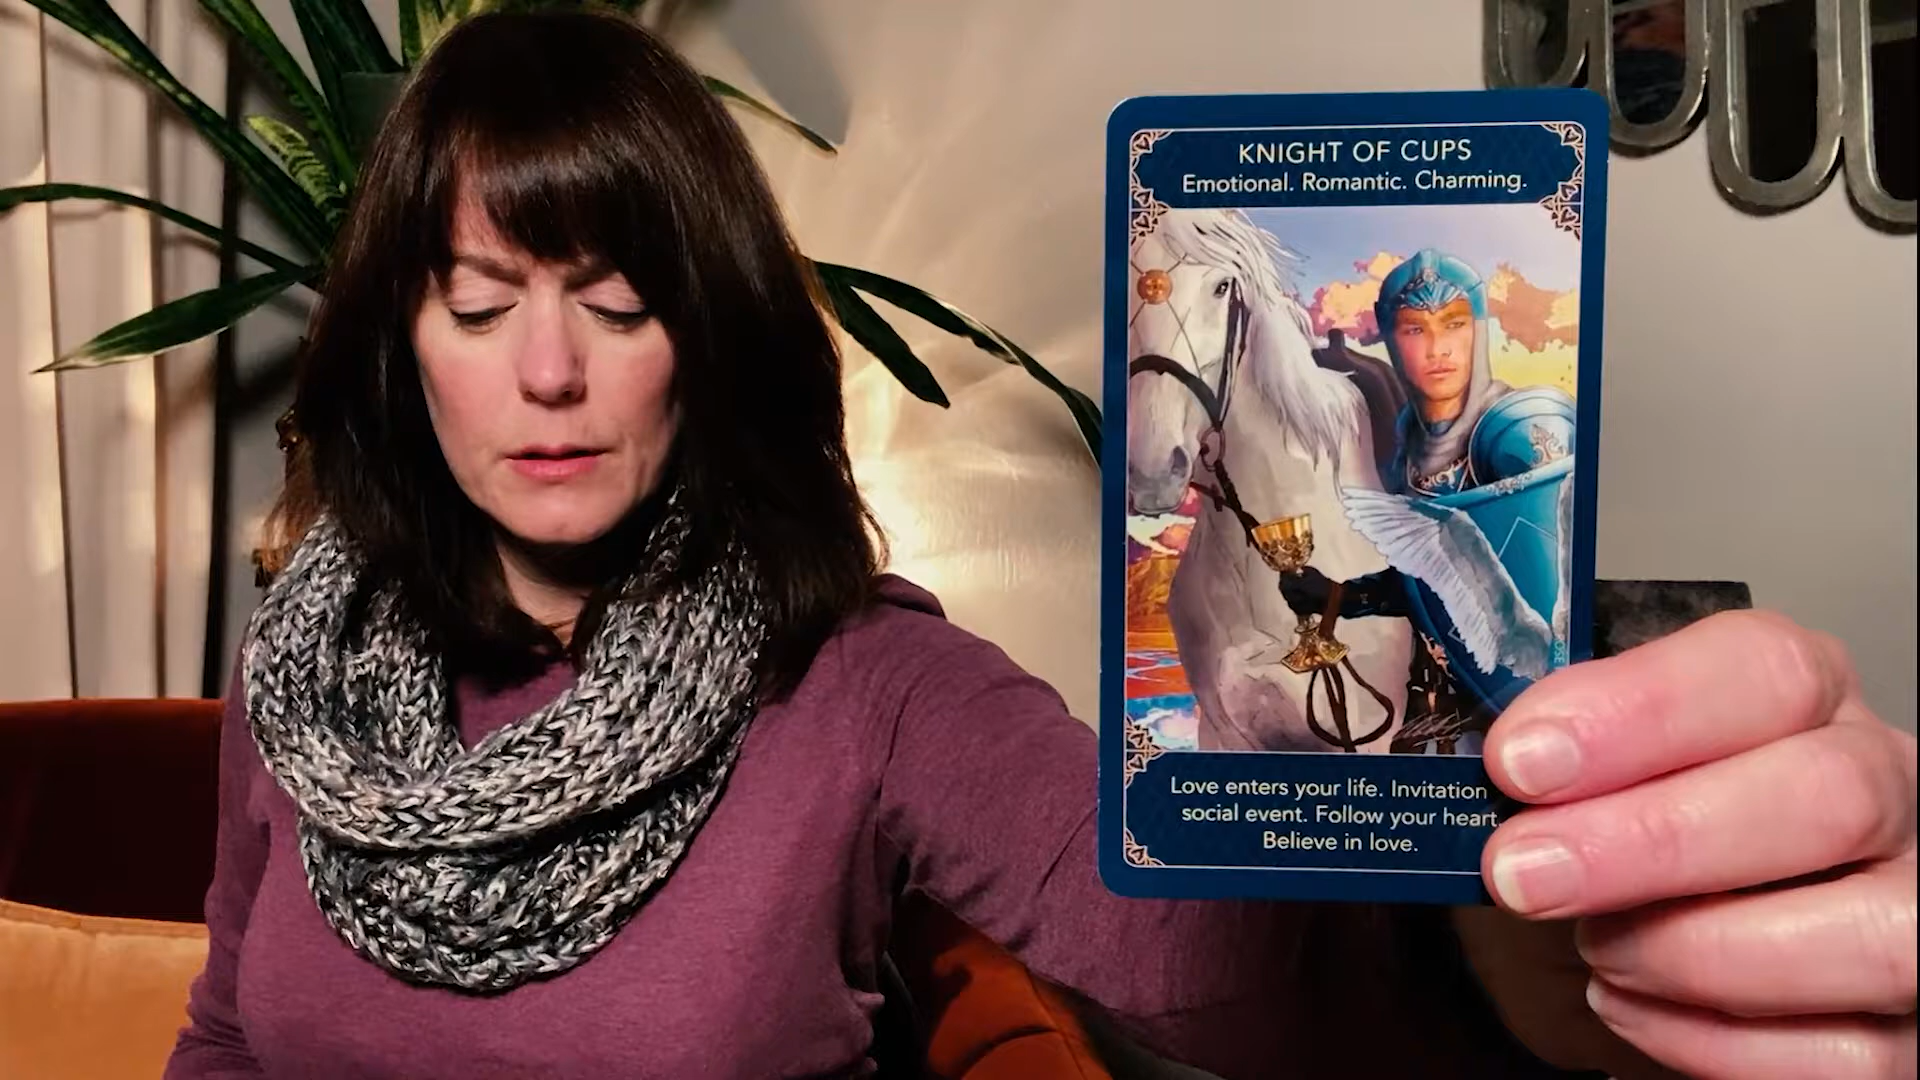 KNIGHT OF CUPS
Emotional. Romantic. Charming.
Love enters your life. Invitation
social event. Follow your heart.
Believe in love.